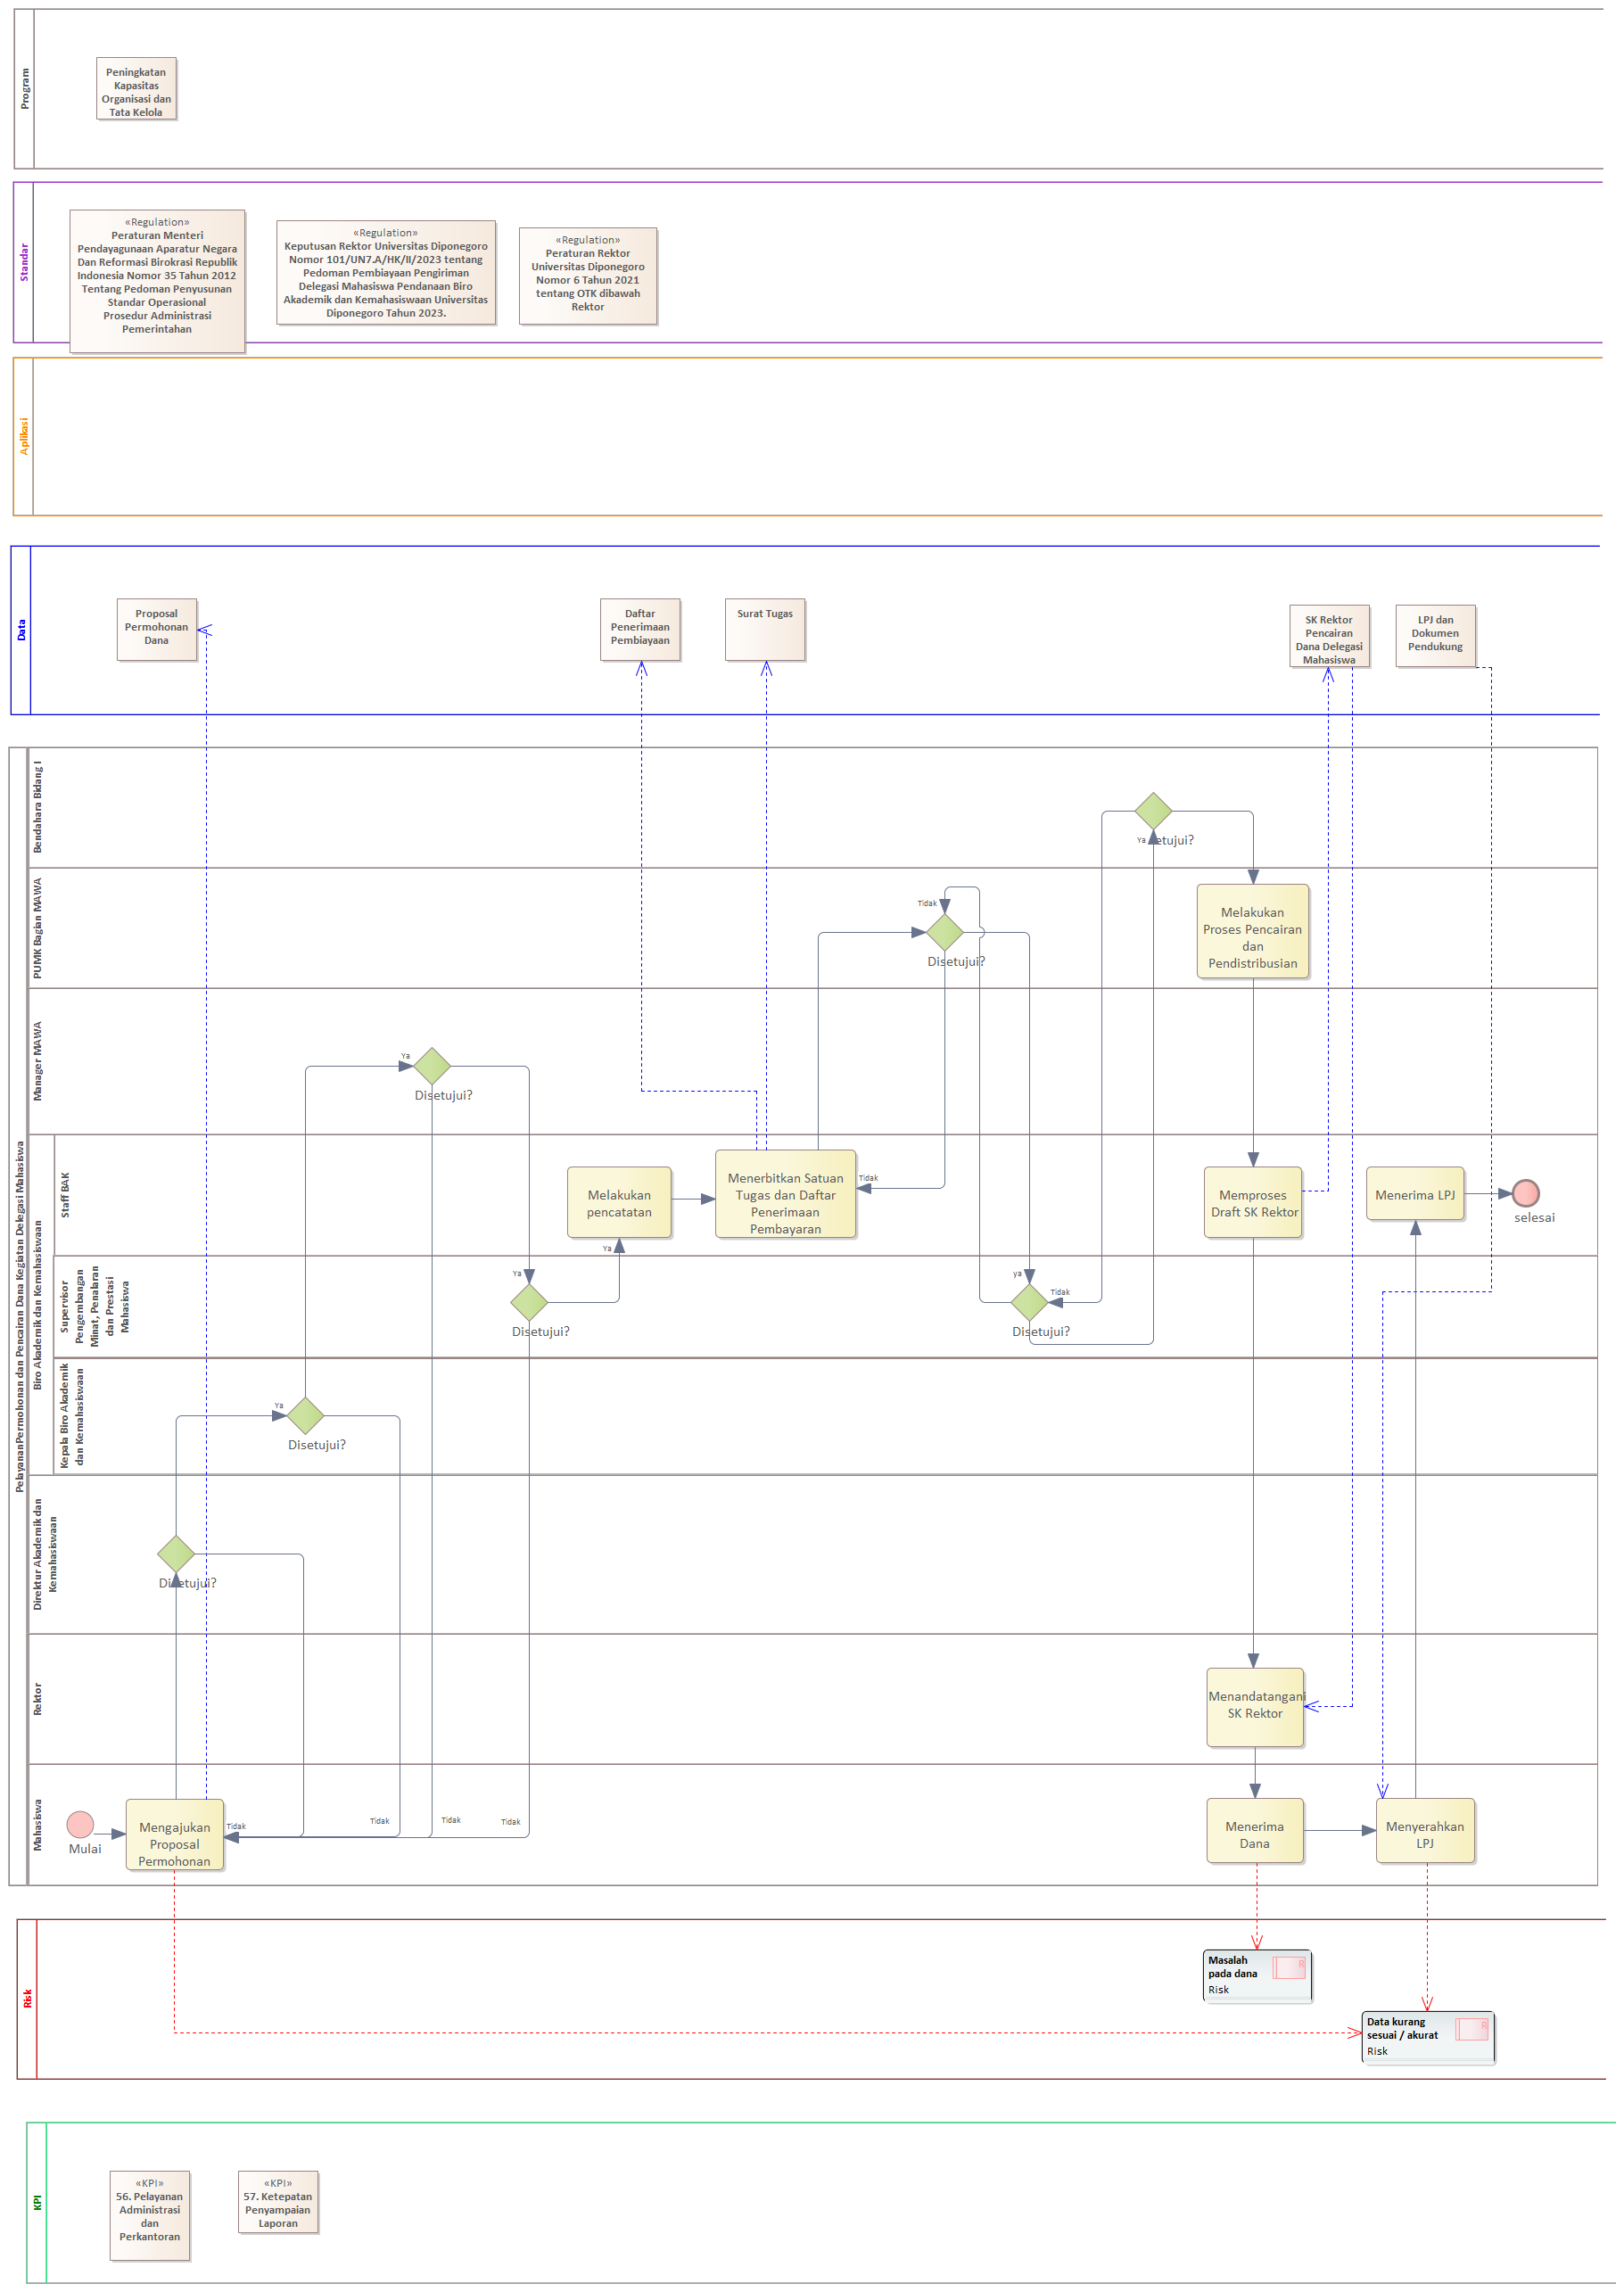 Program
Peningkatan
Kapasitas
Organisasi dan
Tata Kelola
Standar
«Regulation»
Peraturan Menteri
Pendayagunaan Aparatur Negara
Dan Reformasi Birokrasi Republik
Indonesia Nomor 35 Tahun 2012
Tentang Pedoman Penyusunan
Standar Operasional
Prosedur Administrasi
Pemerintahan
«Regulation»
Keputusan Rektor Universitas Diponegoro
Nomor 101/UN7.A/HK/II/2023 tentang
Pedoman Pembiayaan Pengiriman
Delegasi Mahasiswa Pendanaan Biro
Akademik dan Kemahasiswaan Universitas
Diponegoro Tahun 2023.
«Regulation»
Peraturan Rektor
Universitas Diponegoro
Nomor 6 Tahun 2021
tentang OTK dibawah
Rektor
Aplikasi
Data
Proposal
Permohonan
Dana
Daftar
Penerimaan
Pembiayaan
Surat Tugas
SK Rektor
Pencairan
Dana Delegasi
Mahasiswa
LPJ dan
Dokumen
Pendukung
Pelayanan Permohonan dan Pencairan Dana Kegiatan Delegasi Mahasiswa
Bendahara Bidang I
Ya
etujui?
PUMK Bagian MAWA
Tidak
Disetujui?
Melakukan
Proses Pencairan
dan
Pendistribusian
Manager MAWA
Ya
Disetujui?
Biro Akademik dan Kemahasiswaan
Staff BAK
Melakukan
pencatatan
Menerbitkan Satuan
Tugas dan Daftar
Penerimaan
Pembayaran
Tidak
Memproses
Draft SK Rektor
Menerima LPJ
selesai
Ya
Supervisor
Pengembangan
Minat, Penalaran
dan Prestasi
Mahasiswa
Ya
Disetujui?
ya
Tidak
Disetujui?
Kepala Biro Akademik
dan Kemahasiswaan
Ya
Disetujui?
Direktur Akademik dan
Kemahasiswaan
Disetujui?
Rektor
Menandatangani
SK Rektor
Mahasiswa
Mulai
Mengajukan
Proposal
Permohonan
Tidak
Tidak
Tidak
Tidak
Menerima
Dana
Menyerahkan
LPJ
Risk
Masalah
pada dana
Risk
R
Data kurang
sesuai / akurat
Risk
R
KPI
«KPI»
56. Pelayanan
Administrasi
dan
Perkantoran
«KPI»
57. Ketepatan
Penyampaian
Laporan